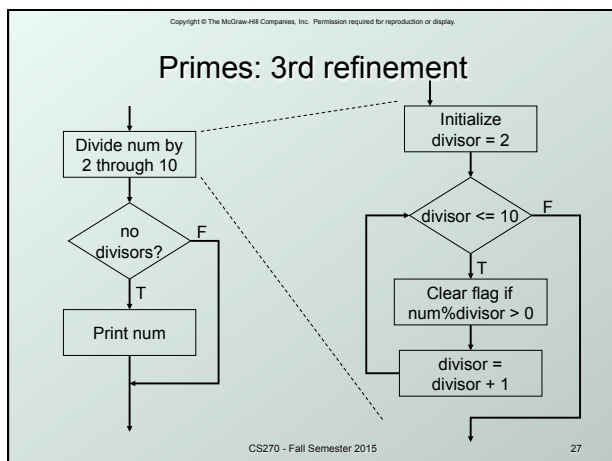 Copyright © The McGraw-Hill Companies, Inc. Permission required for reproduction or display.
Primes: 3rd refinement
Divide num by
2 through 10
no
divisors?
F
T
Print num
Initialize
divisor = 2
divisor <= 10
F
T
Clear flag if
num%divisor > 0
divisor =
divisor + 1
CS270 - Fall Semester 2015
27